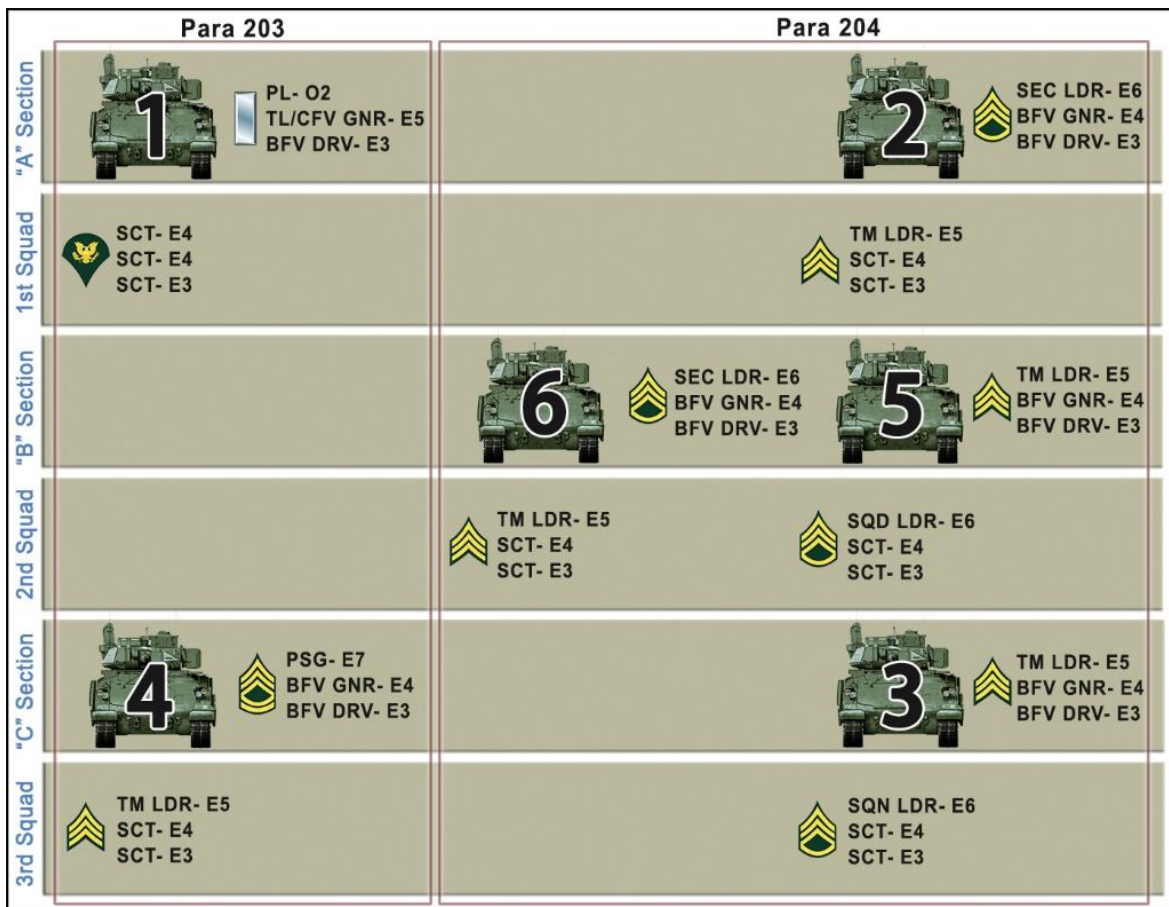 Para 203
Para 204
"A" Section
1
PL- O2
TL/CFV GNR- E5
BFV DRV- E3
2
SEC LDR- E6
BFV GNR- E4
BFV DRV- E3
1st Squad
SCT- E4
SCT- E4
SCT- E3
TM LDR- E5
SCT- E4
SCT- E3
"B" Section
6
SEC LDR- E6
BFV GNR- E4
BFV DRV- E3
5
TM LDR- E5
BFV GNR- E4
BFV DRV- E3
2nd Squad
TM LDR- E5
SCT- E4
SCT- E3
SQD LDR- E6
SCT- E4
SCT- E3
"C" Section
4
PSG- E7
BFV GNR- E4
BFV DRV- E3
3
TM LDR- E5
BFV GNR- E4
BFV DRV- E3
3rd Squad
TM LDR- E5
SCT- E4
SCT- E3
SQN LDR- E6
SCT- E4
SCT- E3